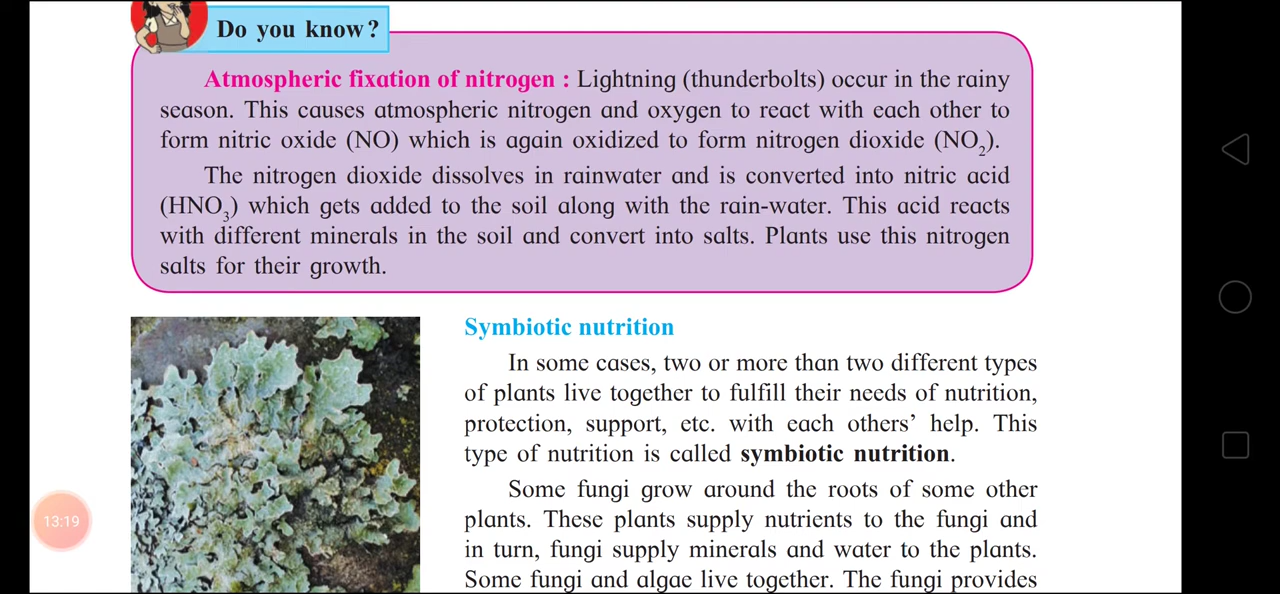 Do you know?
Atmospheric fixation of nitrogen : Lightning (thunderbolts) occur in the rainy
season. This causes atmospheric nitrogen and oxygen to react with each other to
form nitric oxide (NO) which is again oxidized to form nitrogen dioxide (NO₂).
The nitrogen dioxide dissolves in rainwater and is converted into nitric acid
(HNO₃) which gets added to the soil along with the rain-water. This acid reacts
with different minerals in the soil and convert into salts. Plants use this nitrogen
salts for their growth.
Symbiotic nutrition
In some cases, two or more than two different types
of plants live together to fulfill their needs of nutrition,
protection, support, etc. with each others' help. This
type of nutrition is called symbiotic nutrition.
Some fungi grow around the roots of some other
plants. These plants supply nutrients to the fungi and
13:19
in turn, fungi supply minerals and water to the plants.
Some fungi and algae live together. The fungi provides